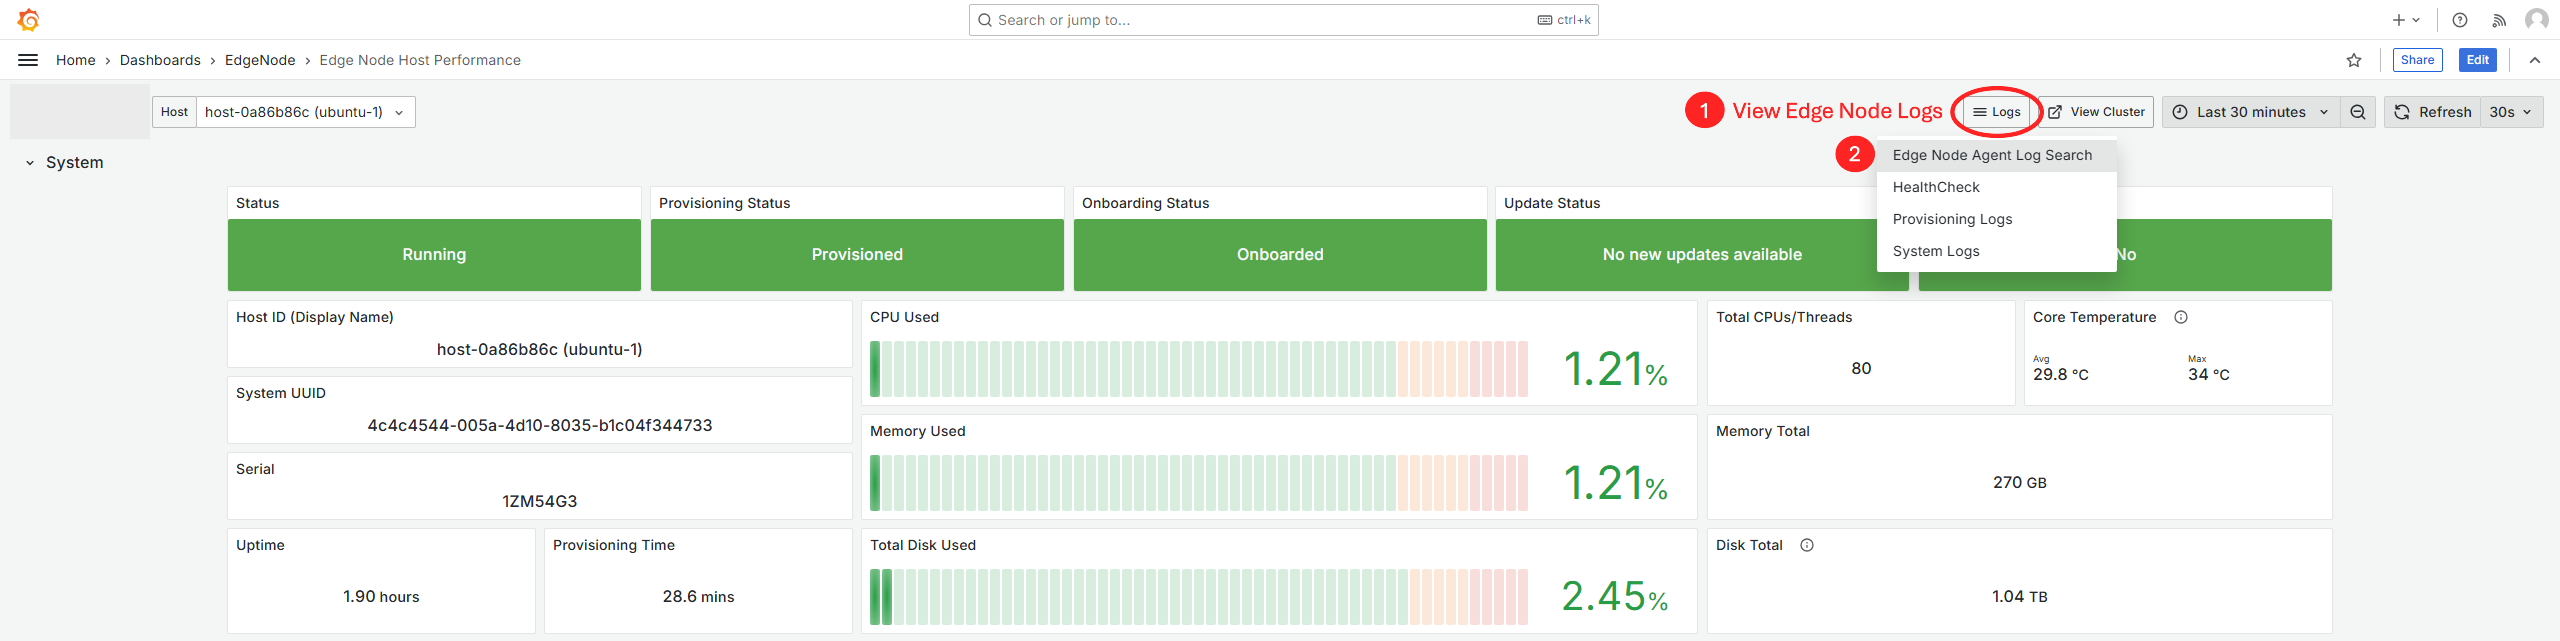 Search or jump to... ctrl+k
Home › Dashboards › EdgeNode › Edge Node Host Performance
Share Edit
Host host-0a86b86c (ubuntu-1)
1 View Edge Node Logs Logs View Cluster Last 30 minutes Refresh 30s
2 Edge Node Agent Log Search
HealthCheck
Provisioning Logs
System Logs
System
Status Provisioning Status Onboarding Status Update Status
Running Provisioned Onboarded No new updates available No
Host ID (Display Name)
host-0a86b86c (ubuntu-1)
System UUID
4c4c4544-005a-4d10-8035-b1c04f344733
Serial
1ZM54G3
Uptime
1.90 hours
Provisioning Time
28.6 mins
CPU Used
1.21%
Memory Used
1.21%
Total Disk Used
2.45%
Total CPUs/Threads
80
Core Temperature
Avg Max
29.8 °C 34 °C
Memory Total
270 GB
Disk Total
1.04 TB